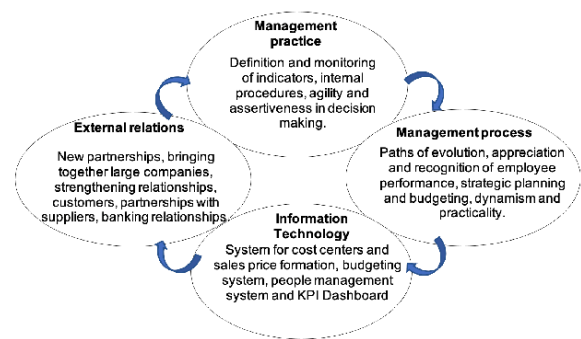 Management
practice
Definition and monitoring
of indicators, internal
procedures, agility and
assertiveness in decision
making.
External relations
New partnerships, bringing
together large companies,
strengthening relationships,
customers, partnerships with
suppliers, banking relationships.
Management process
Paths of evolution, appreciation
and recognition of employee
performance, strategic planning
and budgeting, dynamism and
practicality.
Information
Technology
System for cost centers and
sales price formation, budgeting
system, people management
system and KPI Dashboard